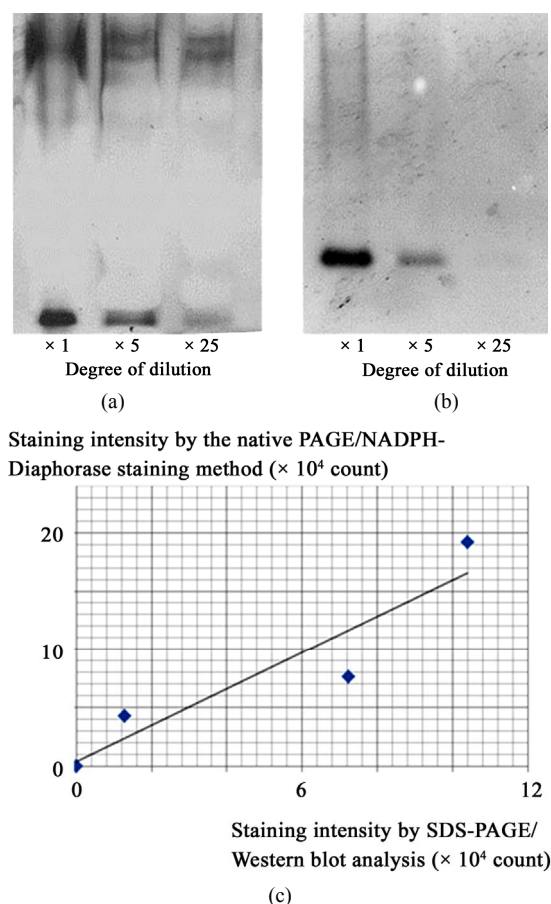 × 1 × 5 × 25
Degree of dilution
(a)
× 1 × 5 × 25
Degree of dilution
(b)
Staining intensity by the native PAGE/NADPH-
Diaphorase staining method (× 10⁴ count)
20
10
0
0 6 12
Staining intensity by SDS-PAGE/
Western blot analysis (× 10⁴ count)
(c)